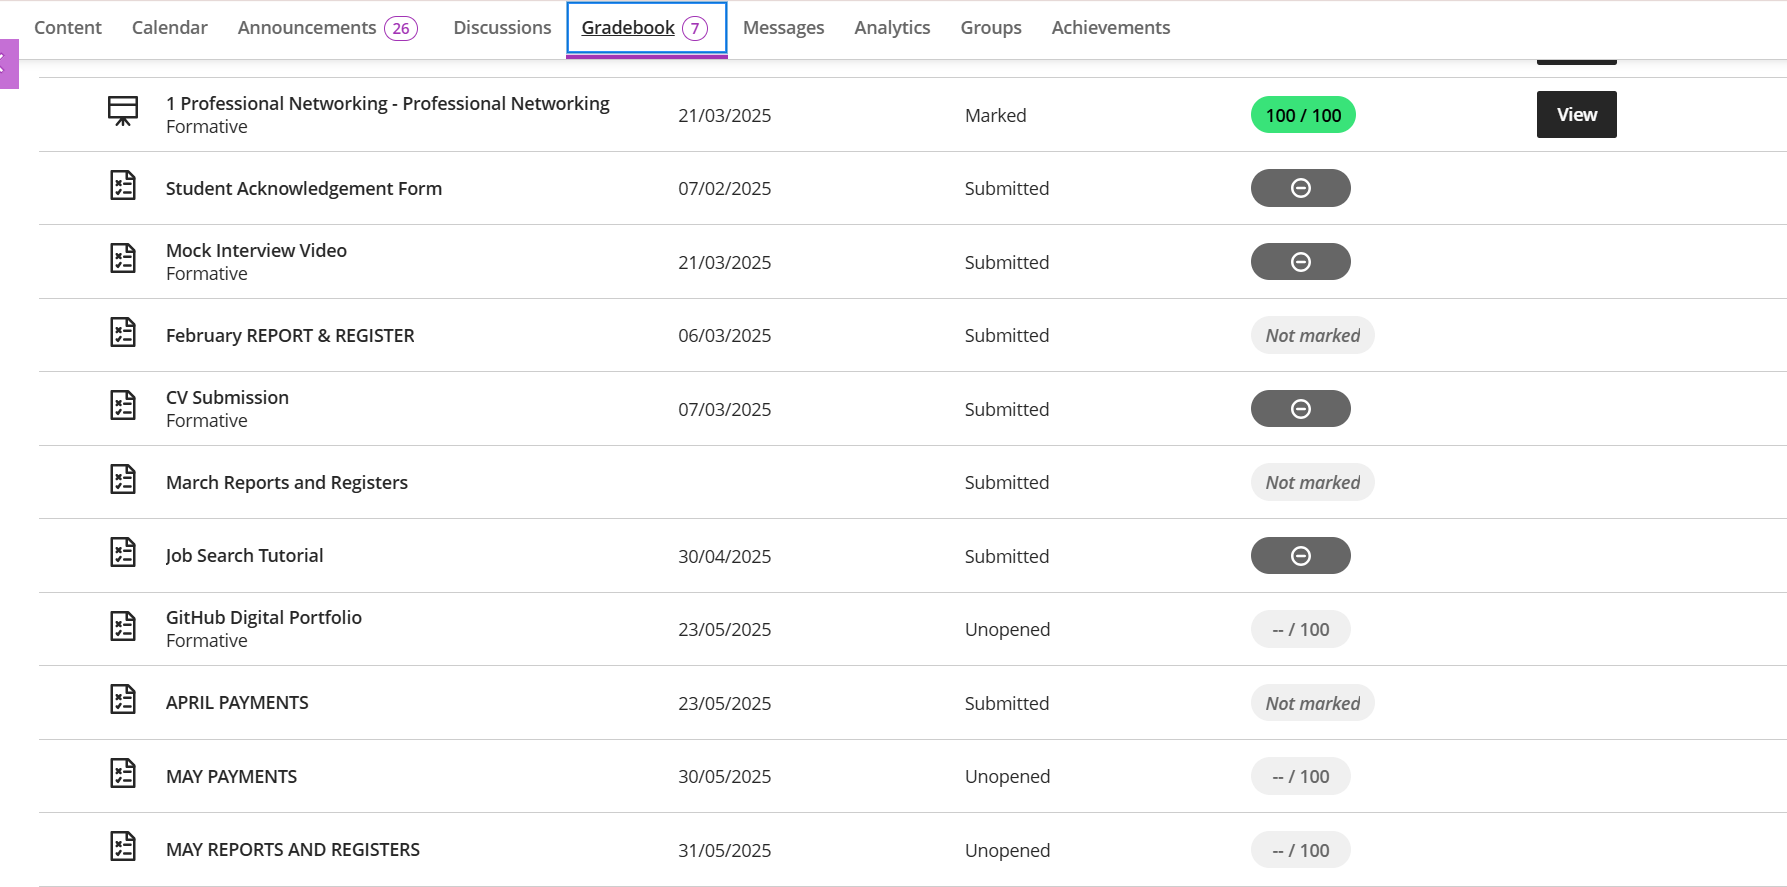 Content Calendar Announcements 26 Discussions Gradebook 7 Messages Analytics Groups Achievements
1 Professional Networking - Professional Networking
Formative
21/03/2025 Marked 100 / 100 View
Student Acknowledgement Form 07/02/2025 Submitted
Mock Interview Video
Formative
21/03/2025 Submitted
February REPORT & REGISTER 06/03/2025 Submitted Not marked
CV Submission
Formative
07/03/2025 Submitted
March Reports and Registers Submitted Not marked
Job Search Tutorial 30/04/2025 Submitted
GitHub Digital Portfolio
Formative
23/05/2025 Unopened -- / 100
APRIL PAYMENTS 23/05/2025 Submitted Not marked
MAY PAYMENTS 30/05/2025 Unopened -- / 100
MAY REPORTS AND REGISTERS 31/05/2025 Unopened -- / 100